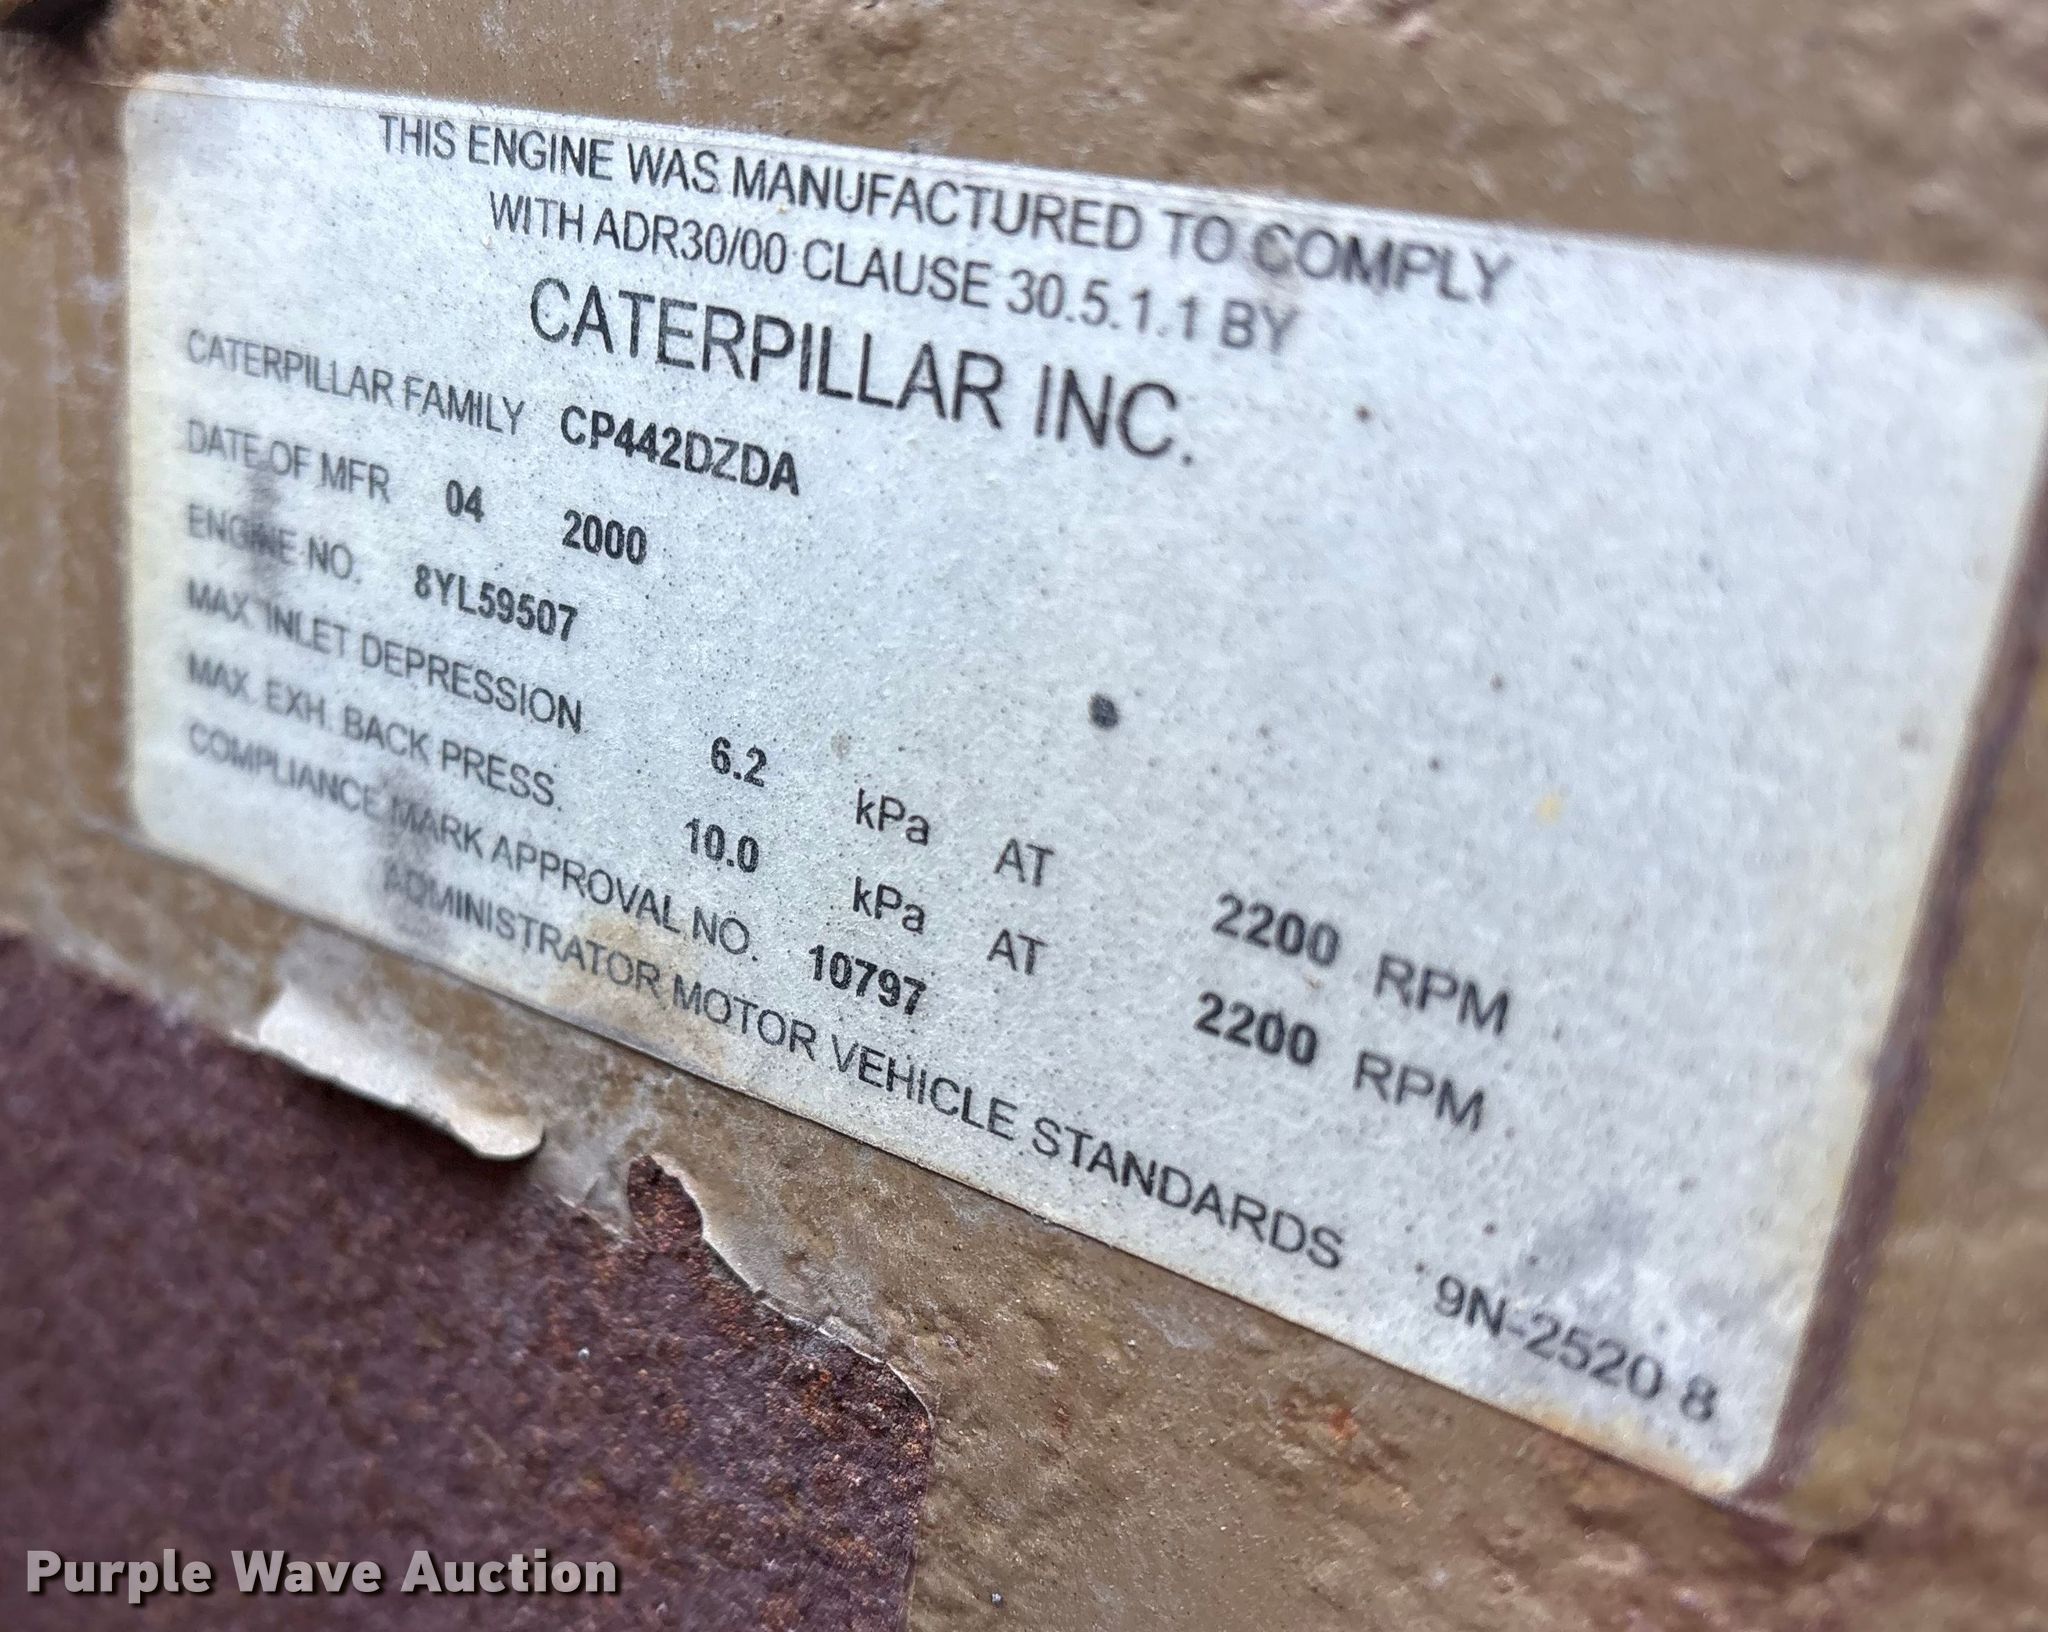 THIS ENGINE WAS MANUFACTURED TO COMPLY
WITH ADR30/00 CLAUSE 30.5.1.1 BY
CATERPILLAR INC.
CATERPILLAR FAMILY CP442DZDA
DATE OF MFR 04 2000
ENGINE NO. 8YL59507
MAX. INLET DEPRESSION 6.2 kPa AT 2200 RPM
MAX. EXH. BACK PRESS. 10.0 kPa AT 2200 RPM
COMPLIANCE MARK APPROVAL NO. 10797
ADMINISTRATOR MOTOR VEHICLE STANDARDS 9N-2520 8
Purple Wave Auction